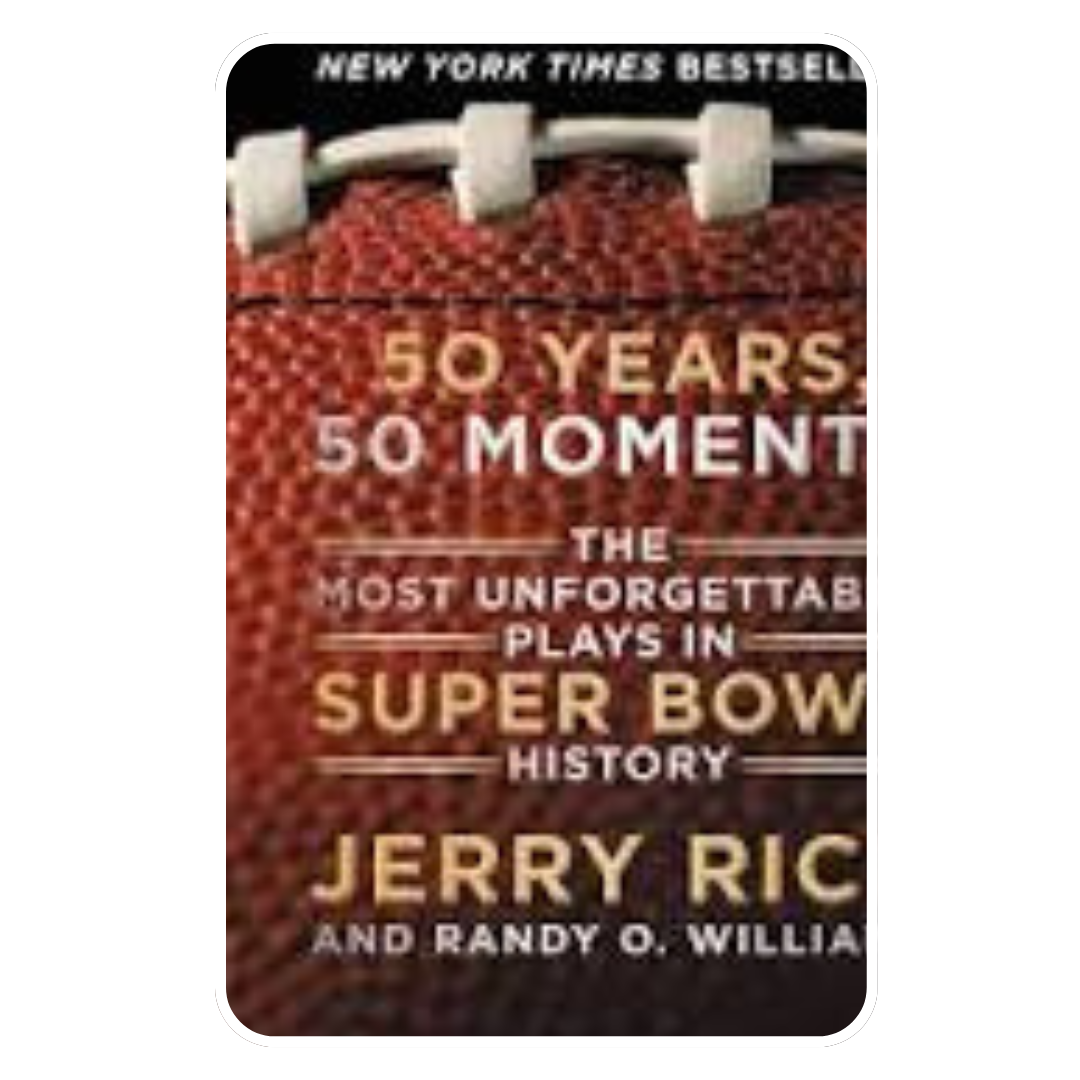 NEW YORK TIMES BESTSELL
50 YEARS,
50 MOMENT
THE
MOST UNFORGETTAB
PLAYS IN
SUPER BOW
HISTORY
JERRY RIC
AND RANDY O. WILLIA